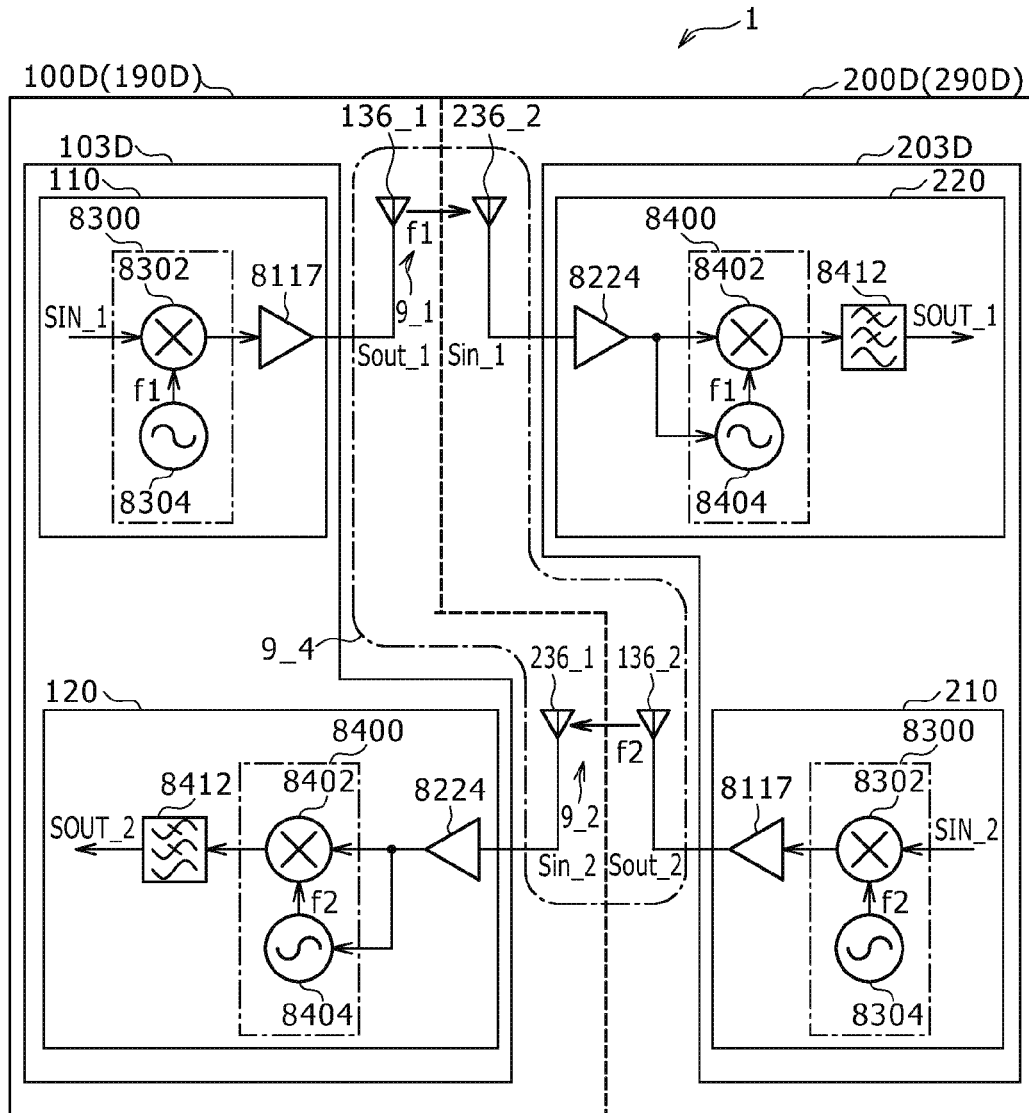 1
100D(190D)
200D(290D)
136_1
236_2
103D
203D
110
220
8300
8302
8117
SIN_1
f1
8304
f1
9_1
Sout_1
Sin_1
8224
8400
8402
8412
SOUT_1
f1
8404
9_4
236_1
136_2
120
210
8400
8402
8412
8224
SOUT_2
f2
8404
f2
9_2
Sin_2
Sout_2
8300
8302
8117
SIN_2
f2
8304